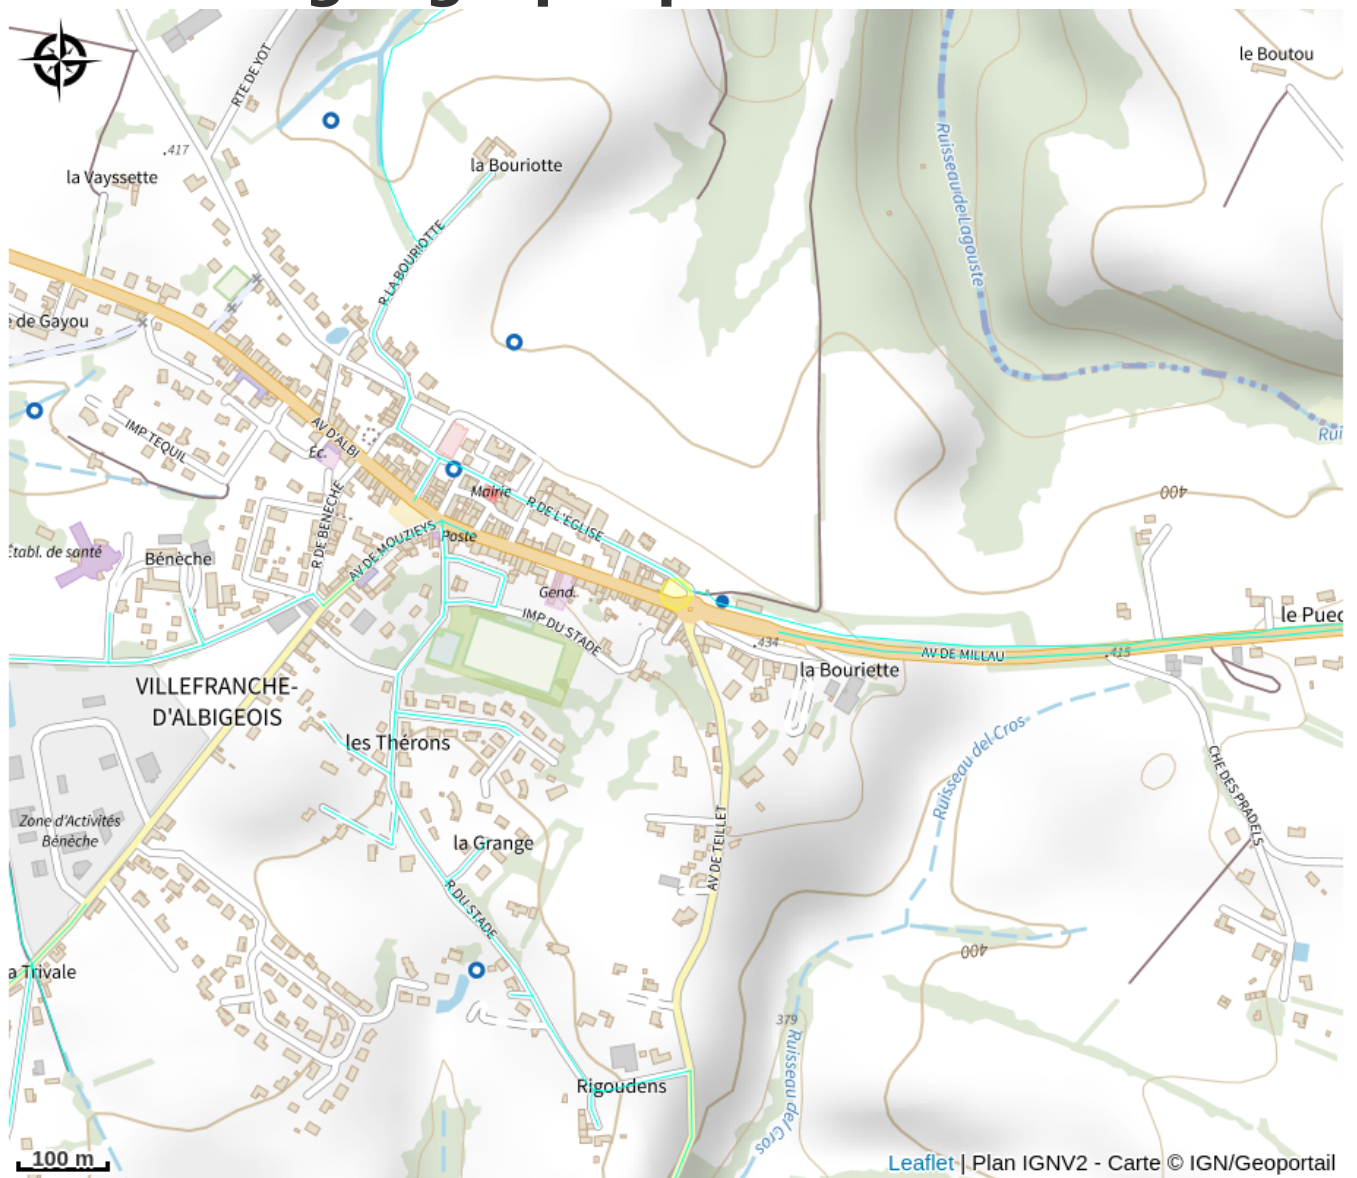 le Boutou
RTE DE YOT
.417
la Bouriotte
la Vayssette
Ruisseau de Lagouste
R LA BOURIOTTE
e de Gayou
AV D'ALBI
IMP TEQUIL
Éc.
400
Mairie
R DE L'EGLISE
R DE BENECHE
AV DE MOUZIEYS
Poste
Établ. de santé
Bénèche
Gend.
IMP DU STADE
le Puec
.434
AV DE MILLAU
.415
la Bouriette
VILLEFRANCHE-
D'ALBIGEOIS
les Thérons
Ruisseau del Cros
CHE DES PRADELS
Zone d'Activités
Bénèche
la Grange
AV DE TEILLET
R DU STADE
400
a Trivale
379
Ruisseau del Cros
Rigoudens
100 m
Leaflet | Plan IGNV2 - Carte © IGN/Geoportail